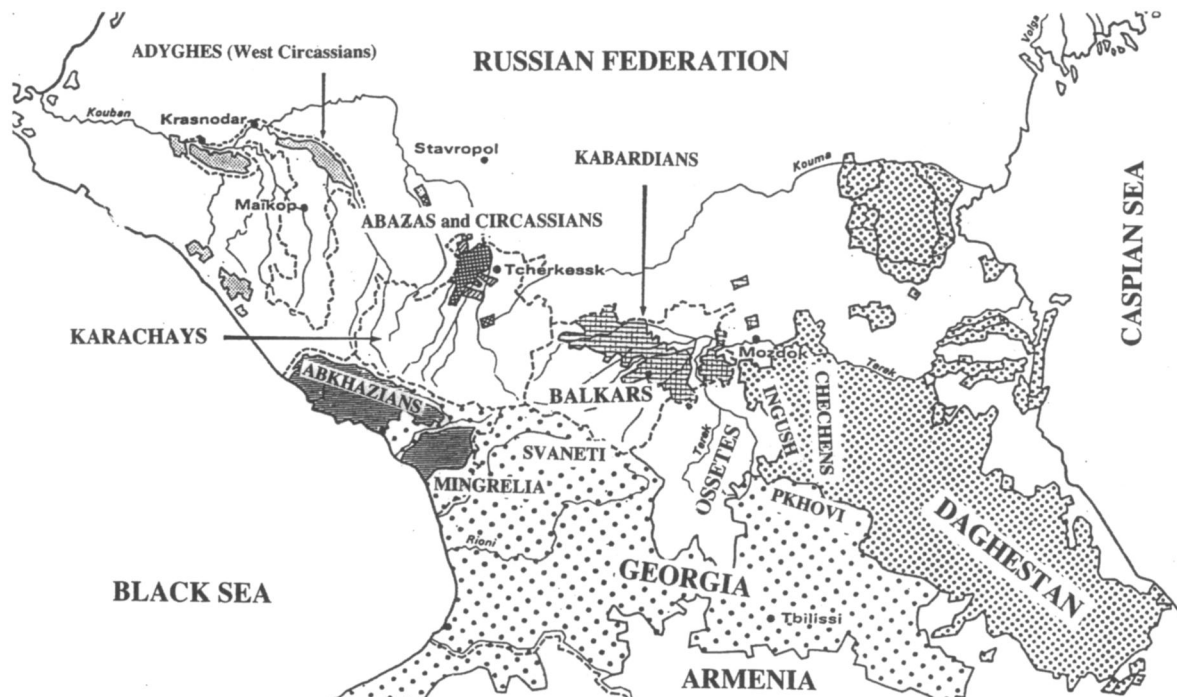 Volga
ADYGHES (West Circassians)
RUSSIAN FEDERATION
Kouben
Krasnodar
Stavropol
KABARDIANS
Kouma
Maïkop
ABAZAS and CIRCASSIANS
Tcherkessk
CASPIAN SEA
KARACHAYS
Mozdok
Terek
ABKHAZIANS
BALKARS
INGUSH
CHECHENS
SVANETI
Terek
OSSETES
MINGRELIA
PKHOVI
DAGHESTAN
Rioni
GEORGIA
BLACK SEA
Tbilissi
ARMENIA